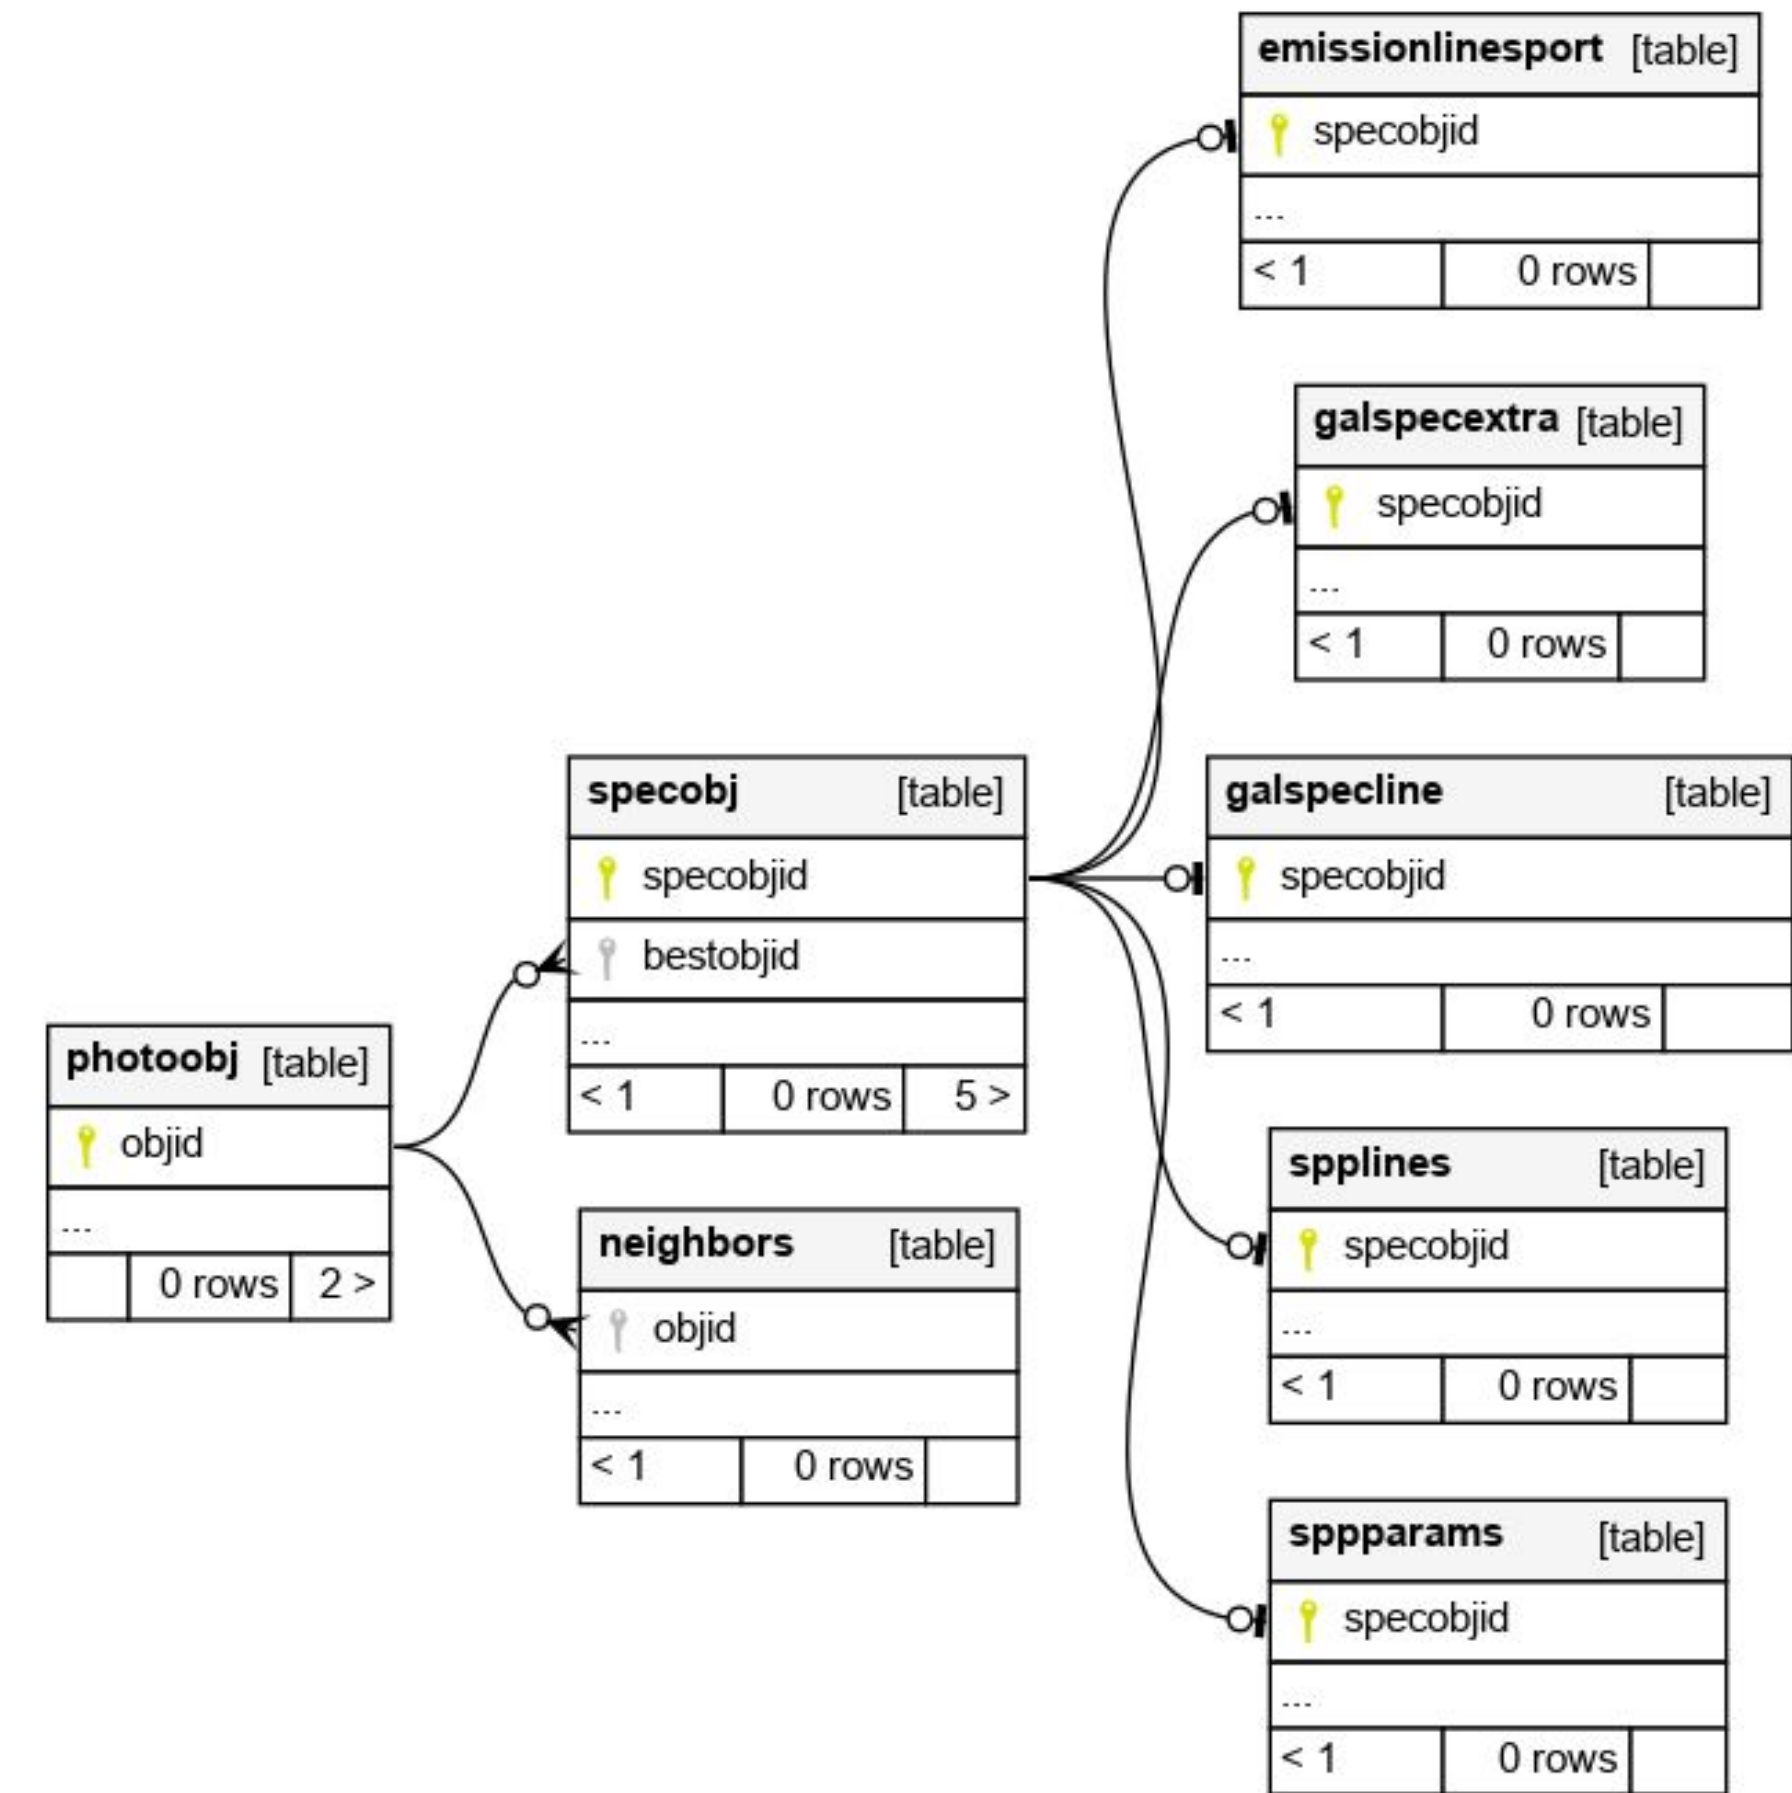 emissionlinesport [table]
specobjid
...
< 1 0 rows
galspecextra [table]
specobjid
...
< 1 0 rows
specobj [table]
specobjid
bestobjid
...
< 1 0 rows 5 >
galspecline [table]
specobjid
...
< 1 0 rows
photoobj [table]
objid
...
0 rows 2 >
neighbors [table]
objid
...
< 1 0 rows
spplines [table]
specobjid
...
< 1 0 rows
sppparams [table]
specobjid
...
< 1 0 rows